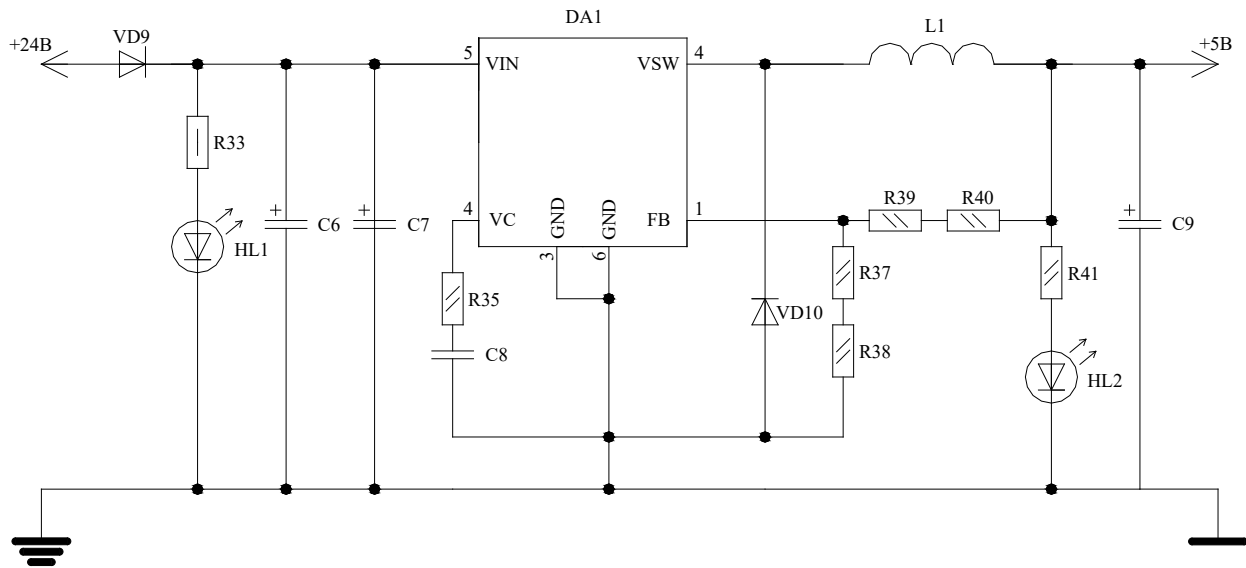 DA1
+24В
VD9
5
VIN
VSW
4
L1
+5В
R33
HL1
+
C6
+
C7
4
VC
GND
GND
FB
1
3
6
R39
R40
+
C9
R35
C8
R37
R38
VD10
R41
HL2